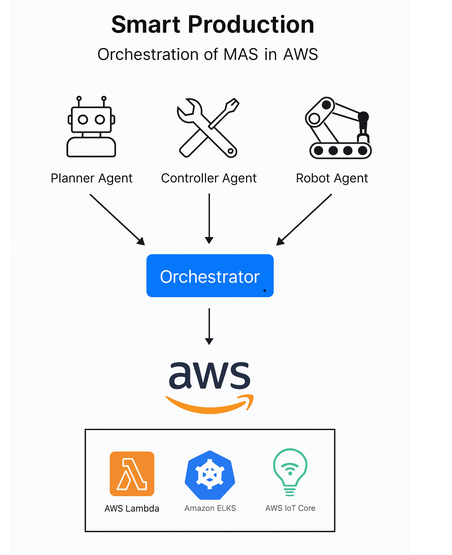 Smart Production
Orchestration of MAS in AWS
Planner Agent
Controller Agent
Robot Agent
Orchestrator
aws
AWS Lambda
Amazon ELKS
AWS IoT Core